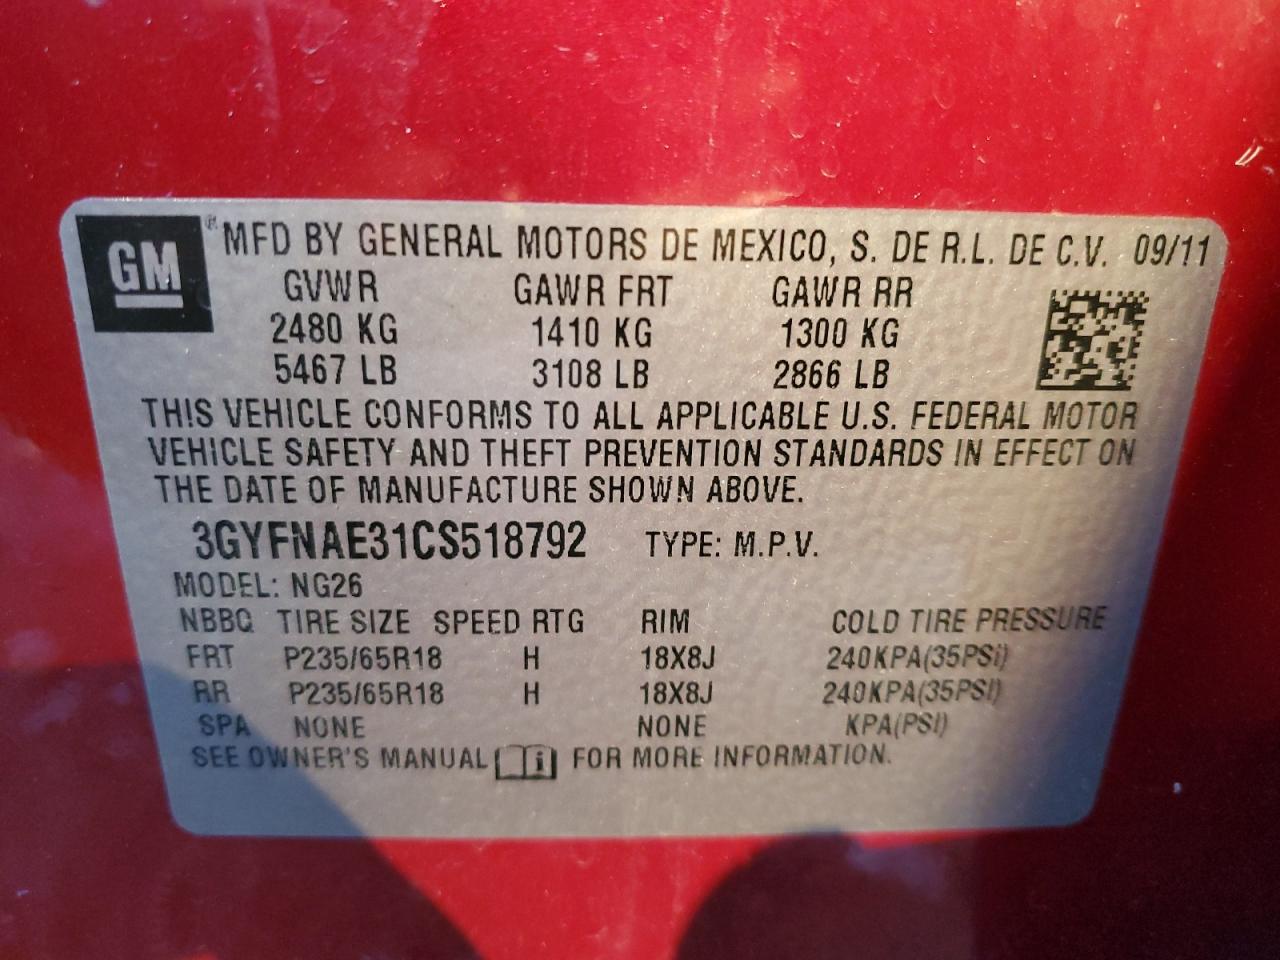 GM ® MFD BY GENERAL MOTORS DE MEXICO, S. DE R.L. DE C.V. 09/11
GVWR GAWR FRT GAWR RR
2480 KG 1410 KG 1300 KG
5467 LB 3108 LB 2866 LB
THIS VEHICLE CONFORMS TO ALL APPLICABLE U.S. FEDERAL MOTOR
VEHICLE SAFETY AND THEFT PREVENTION STANDARDS IN EFFECT ON
THE DATE OF MANUFACTURE SHOWN ABOVE.
3GYFNAE31CS518792 TYPE: M.P.V.
MODEL: NG26
NBBQ TIRE SIZE SPEED RTG RIM COLD TIRE PRESSURE
FRT P235/65R18 H 18X8J 240KPA(35PSI)
RR P235/65R18 H 18X8J 240KPA(35PSI)
SPA NONE NONE KPA(PSI)
SEE OWNER'S MANUAL FOR MORE INFORMATION.